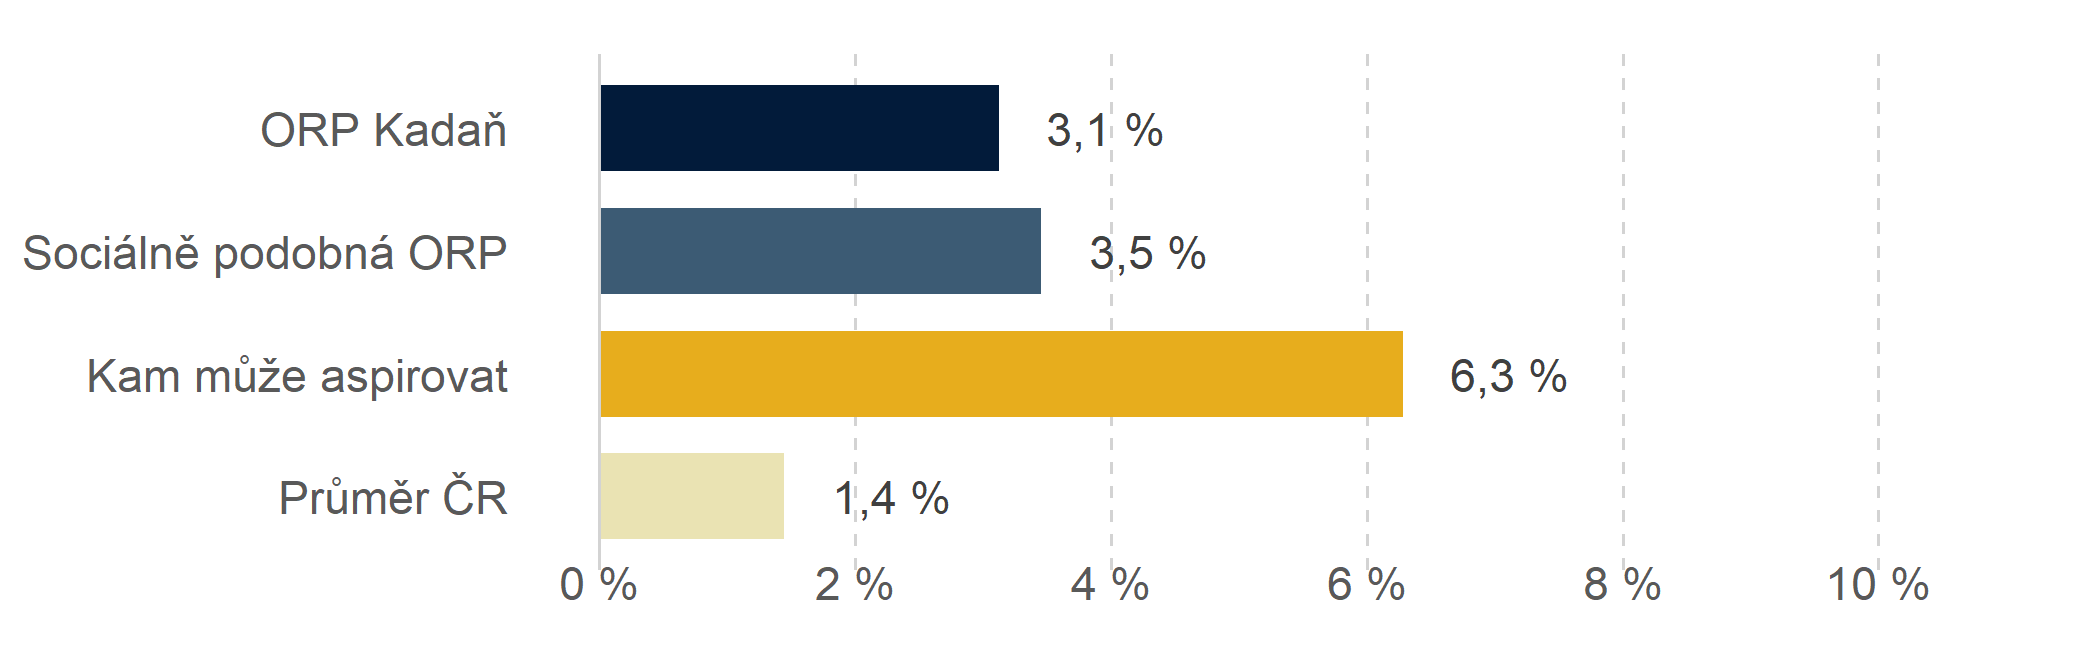 ORP Kadaň
3,1 %
Sociálně podobná ORP
3,5 %
Kam může aspirovat
6,3 %
Průměr ČR
1,4 %
0 %
2 %
4 %
6 %
8 %
10 %